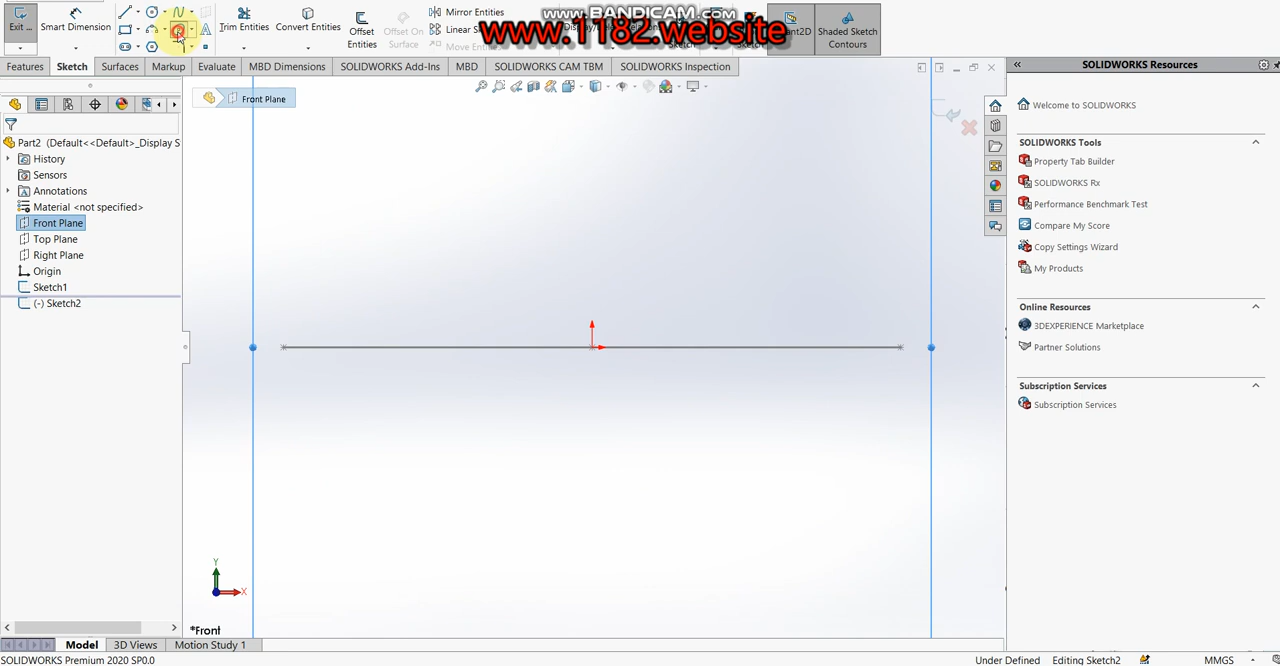 www.BANDICAM.com
www.1182.website
Exit ...
Smart Dimension
Trim Entities
Convert Entities
Offset Entities
Offset On Surface
Mirror Entities
Linear
Move Entities
Shaded Sketch Contours
Features
Sketch
Surfaces
Markup
Evaluate
MBD Dimensions
SOLIDWORKS Add-Ins
MBD
SOLIDWORKS CAM TBM
SOLIDWORKS Inspection
SOLIDWORKS Resources
Front Plane
Part2 (Default<<Default>_Display S
History
Sensors
Annotations
Material <not specified>
Front Plane
Top Plane
Right Plane
Origin
Sketch1
(-) Sketch2
Welcome to SOLIDWORKS
SOLIDWORKS Tools
Property Tab Builder
SOLIDWORKS Rx
Performance Benchmark Test
Compare My Score
Copy Settings Wizard
My Products
Online Resources
3DEXPERIENCE Marketplace
Partner Solutions
Subscription Services
Subscription Services
Y
X
*Front
Model
3D Views
Motion Study 1
SOLIDWORKS Premium 2020 SP0.0
Under Defined
Editing Sketch2
MMGS